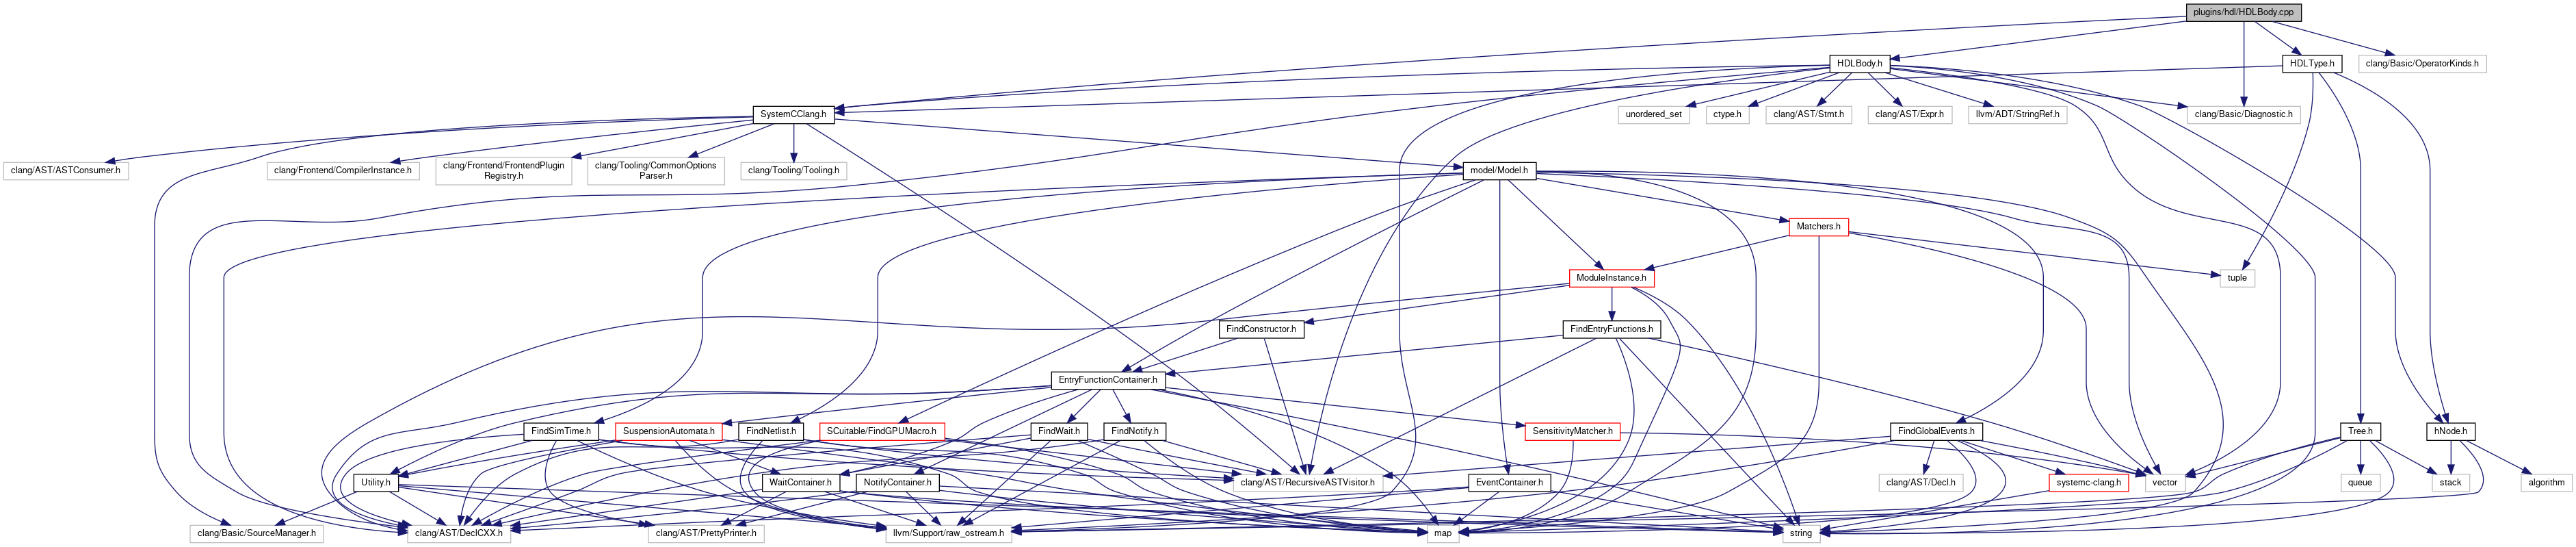 plugins/hdl/HDLBody.cpp
HDLBody.h
HDLType.h
clang/Basic/OperatorKinds.h
SystemCClang.h
unordered_set
ctype.h
clang/AST/Stmt.h
clang/AST/Expr.h
llvm/ADT/StringRef.h
clang/Basic/Diagnostic.h
clang/AST/ASTConsumer.h
clang/Frontend/CompilerInstance.h
clang/Frontend/FrontendPlugin
Registry.h
clang/Tooling/CommonOptions
Parser.h
clang/Tooling/Tooling.h
model/Model.h
Matchers.h
ModuleInstance.h
tuple
FindConstructor.h
FindEntryFunctions.h
EntryFunctionContainer.h
FindSimTime.h
SuspensionAutomata.h
FindNetlist.h
SCuitable/FindGPUMacro.h
FindWait.h
FindNotify.h
SensitivityMatcher.h
FindGlobalEvents.h
Tree.h
hNode.h
Utility.h
WaitContainer.h
NotifyContainer.h
clang/AST/RecursiveASTVisitor.h
EventContainer.h
clang/AST/Decl.h
systemc-clang.h
vector
queue
stack
algorithm
clang/Basic/SourceManager.h
clang/AST/DeclCXX.h
clang/AST/PrettyPrinter.h
llvm/Support/raw_ostream.h
map
string